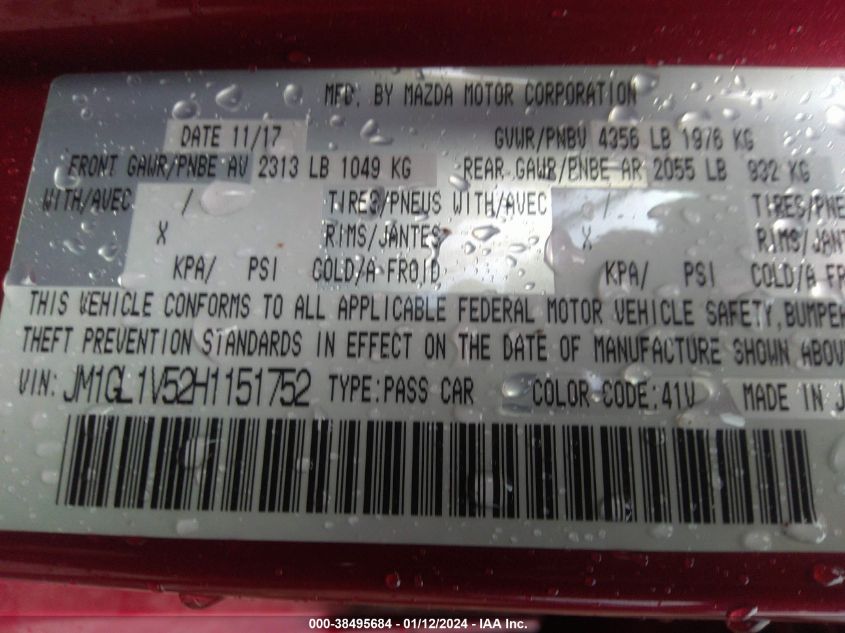 MFD. BY MAZDA MOTOR CORPORATION
DATE 11/17 GVWR/PNBV 4356 LB 1976 KG
FRONT GAWR/PNBE AV 2313 LB 1049 KG REAR GAWR/PNBE AR 2055 LB 932 KG
WITH/AVEC / TIRES/PNEUS WITH/AVEC / TIRES/PNE
X RIMS/JANTES X RIMS/JANT
KPA/ PSI COLD/A FROID KPA/ PSI COLD/A FR
THIS VEHICLE CONFORMS TO ALL APPLICABLE FEDERAL MOTOR VEHICLE SAFETY, BUMPER
THEFT PREVENTION STANDARDS IN EFFECT ON THE DATE OF MANUFACTURE SHOWN ABOV
VIN: JM1GL1V52H1151752 TYPE:PASS CAR COLOR CODE:41V MADE IN J
000-38495684 - 01/12/2024 - IAA Inc.